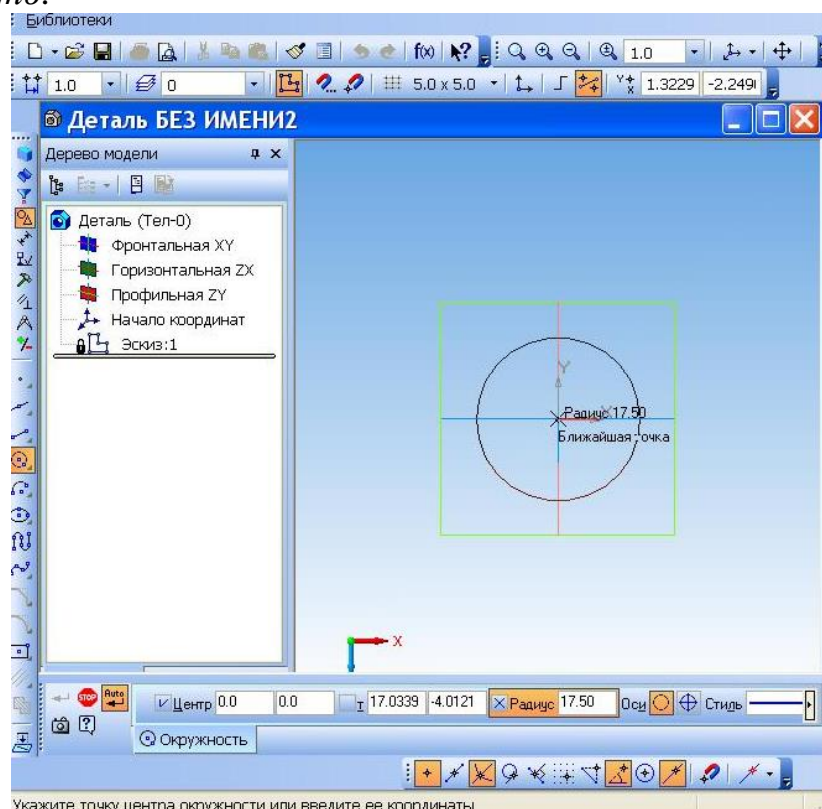 то.
Библиотеки
f(x)
1.0
1.0
0
5.0 x 5.0
1.3229
-2.249
Деталь БЕЗ ИМЕНИ2
Дерево модели
Деталь (Тел-0)
Фронтальная XY
Горизонтальная ZX
Профильная ZY
Начало координат
Эскиз:1
Y
X
Радиус 17.50
Ближайшая точка
X
STOP
Auto
Центр 0.0 0.0 т 17.0339 -4.0121 Радиус 17.50 Оси Стиль
Окружность
Укажите точку центра окружности или введите ее координаты